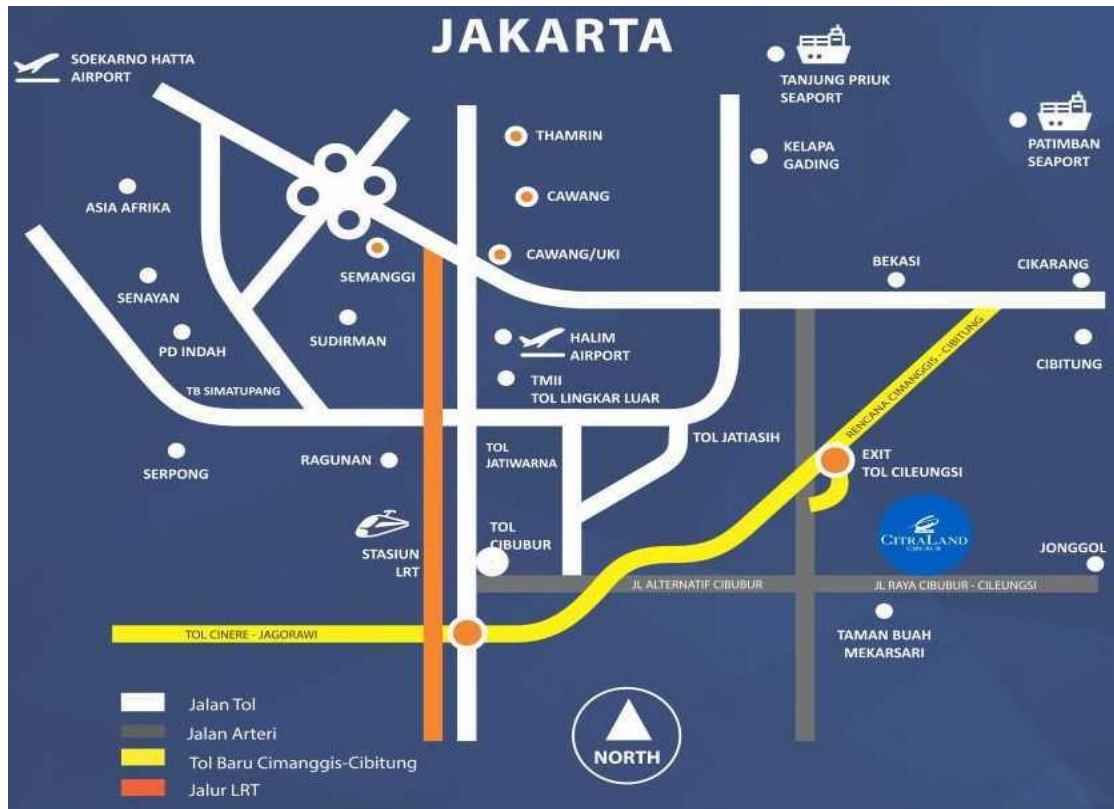 JAKARTA
SOEKARNO HATTA
AIRPORT
TANJUNG PRIUK
SEAPORT
PATIMBAN
SEAPORT
THAMRIN
KELAPA
GADING
CAWANG
ASIA AFRIKA
CAWANG/UKI
SEMANGGI
BEKASI
CIKARANG
SENAYAN
SUDIRMAN
PD INDAH
HALIM
AIRPORT
CIBITUNG
TB SIMATUPANG
TMII
TOL LINGKAR LUAR
RENCANA CIMANGGIS - CIBITUNG
TOL JATIASIH
TOL
JATIWARNA
SERPONG
RAGUNAN
EXIT
TOL CILEUNGSI
TOL
CIBUBUR
STASIUN
LRT
CITRALAND
CIBUBUR
JONGGOL
JL ALTERNATIF CIBUBUR
JL RAYA CIBUBUR - CILEUNGSI
TOL CINERE - JAGORAWI
TAMAN BUAH
MEKARSARI
Jalan Tol
Jalan Arteri
Tol Baru Cimanggis-Cibitung
Jalur LRT
NORTH